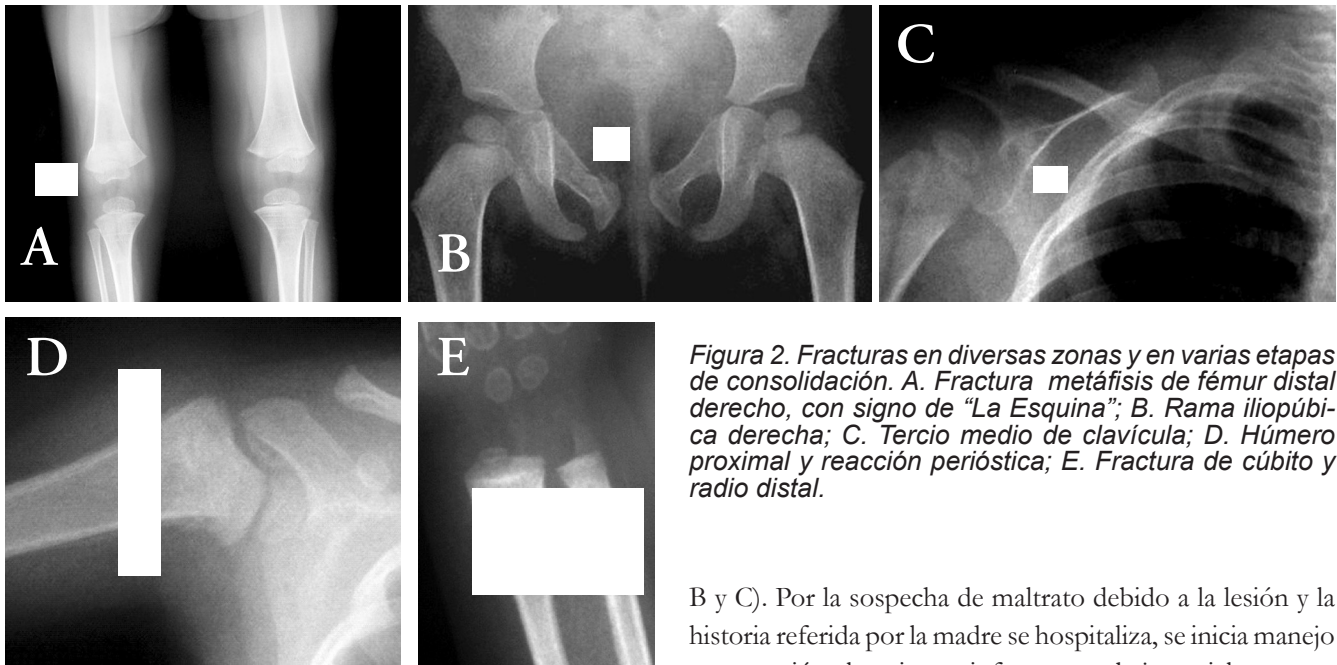 A
B
C
D
E
Figura 2. Fracturas en diversas zonas y en varias etapas
de consolidación. A. Fractura metáfisis de fémur distal
derecho, con signo de “La Esquina”; B. Rama iliopúbi-
ca derecha; C. Tercio medio de clavícula; D. Húmero
proximal y reacción perióstica; E. Fractura de cúbito y
radio distal.
B y C). Por la sospecha de maltrato debido a la lesión y la
historia referida por la madre se hospitaliza, se inicia manejo